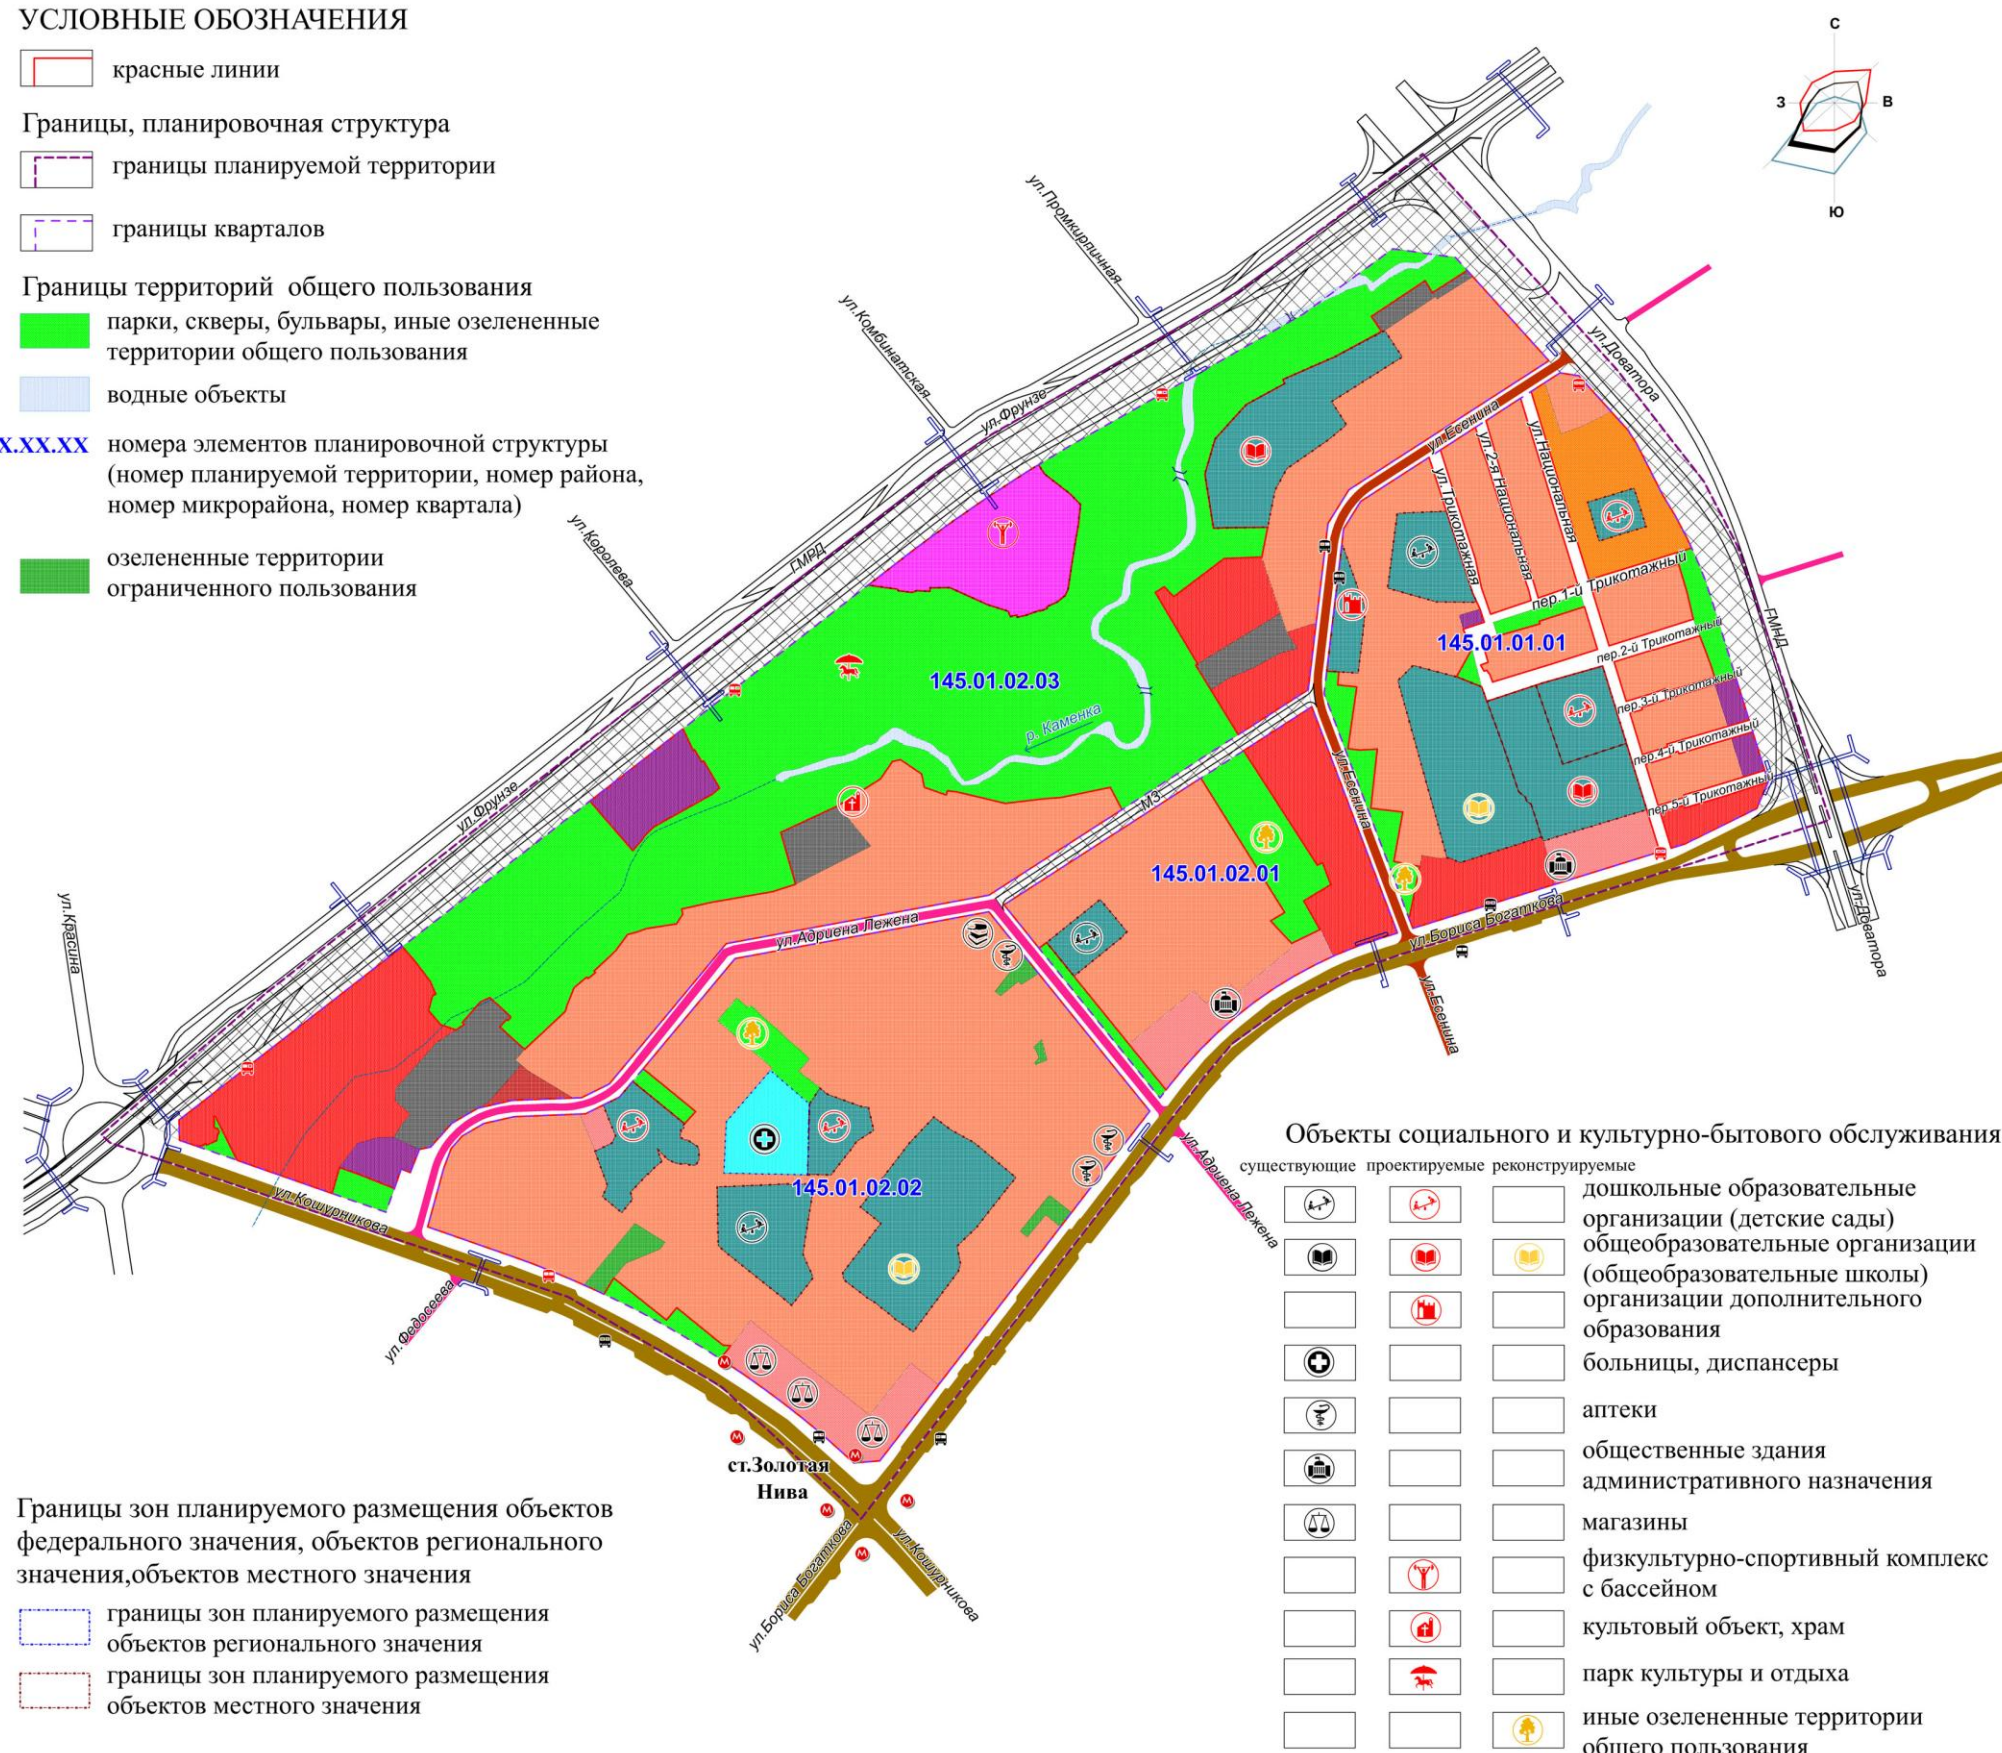 УСЛОВНЫЕ ОБОЗНАЧЕНИЯ
красные линии
Границы, планировочная структура
границы планируемой территории
границы кварталов
Границы территорий общего пользования
парки, скверы, бульвары, иные озелененные
территории общего пользования
водные объекты
Х.ХХ.ХХ
номера элементов планировочной структуры
(номер планируемой территории, номер района,
номер микрорайона, номер квартала)
озелененные территории
ограниченного пользования
С
З
В
Ю
ул.Промкирпичная
ул.Комбинатская
ул.Фрунзе
ул.Королева
ГМРД
ул.Доватора
ул.Есенина
ул.Национальная
ул.2-я Национальная
ул.Трикотажная
пер.1-й Трикотажный
145.01.01.01
пер.2-й Трикотажный
ГМНД
пер.3-й Трикотажный
пер.4-й Трикотажный
пер.5-й Трикотажный
145.01.02.03
р. Каменка
ул.Есенина
МЗ
ул.Фрунзе
145.01.02.01
ул.Красина
ул.Адриена Лежена
ул.Бориса Богаткова
ул.Доватора
ул.Есенина
145.01.02.02
ул.Кошурникова
ул.Адриена Лежена
ул.Федосеева
ст.Золотая
Нива
ул.Бориса Богаткова
ул.Кошурникова
Границы зон планируемого размещения объектов
федерального значения, объектов регионального
значения,объектов местного значения
границы зон планируемого размещения
объектов регионального значения
границы зон планируемого размещения
объектов местного значения
Объекты социального и культурно-бытового обслуживания
существующие проектируемые реконструируемые
дошкольные образовательные
организации (детские сады)
общеобразовательные организации
(общеобразовательные школы)
организации дополнительного
образования
больницы, диспансеры
аптеки
общественные здания
административного назначения
магазины
физкультурно-спортивный комплекс
с бассейном
культовый объект, храм
парк культуры и отдыха
иные озелененные территории
общего пользования